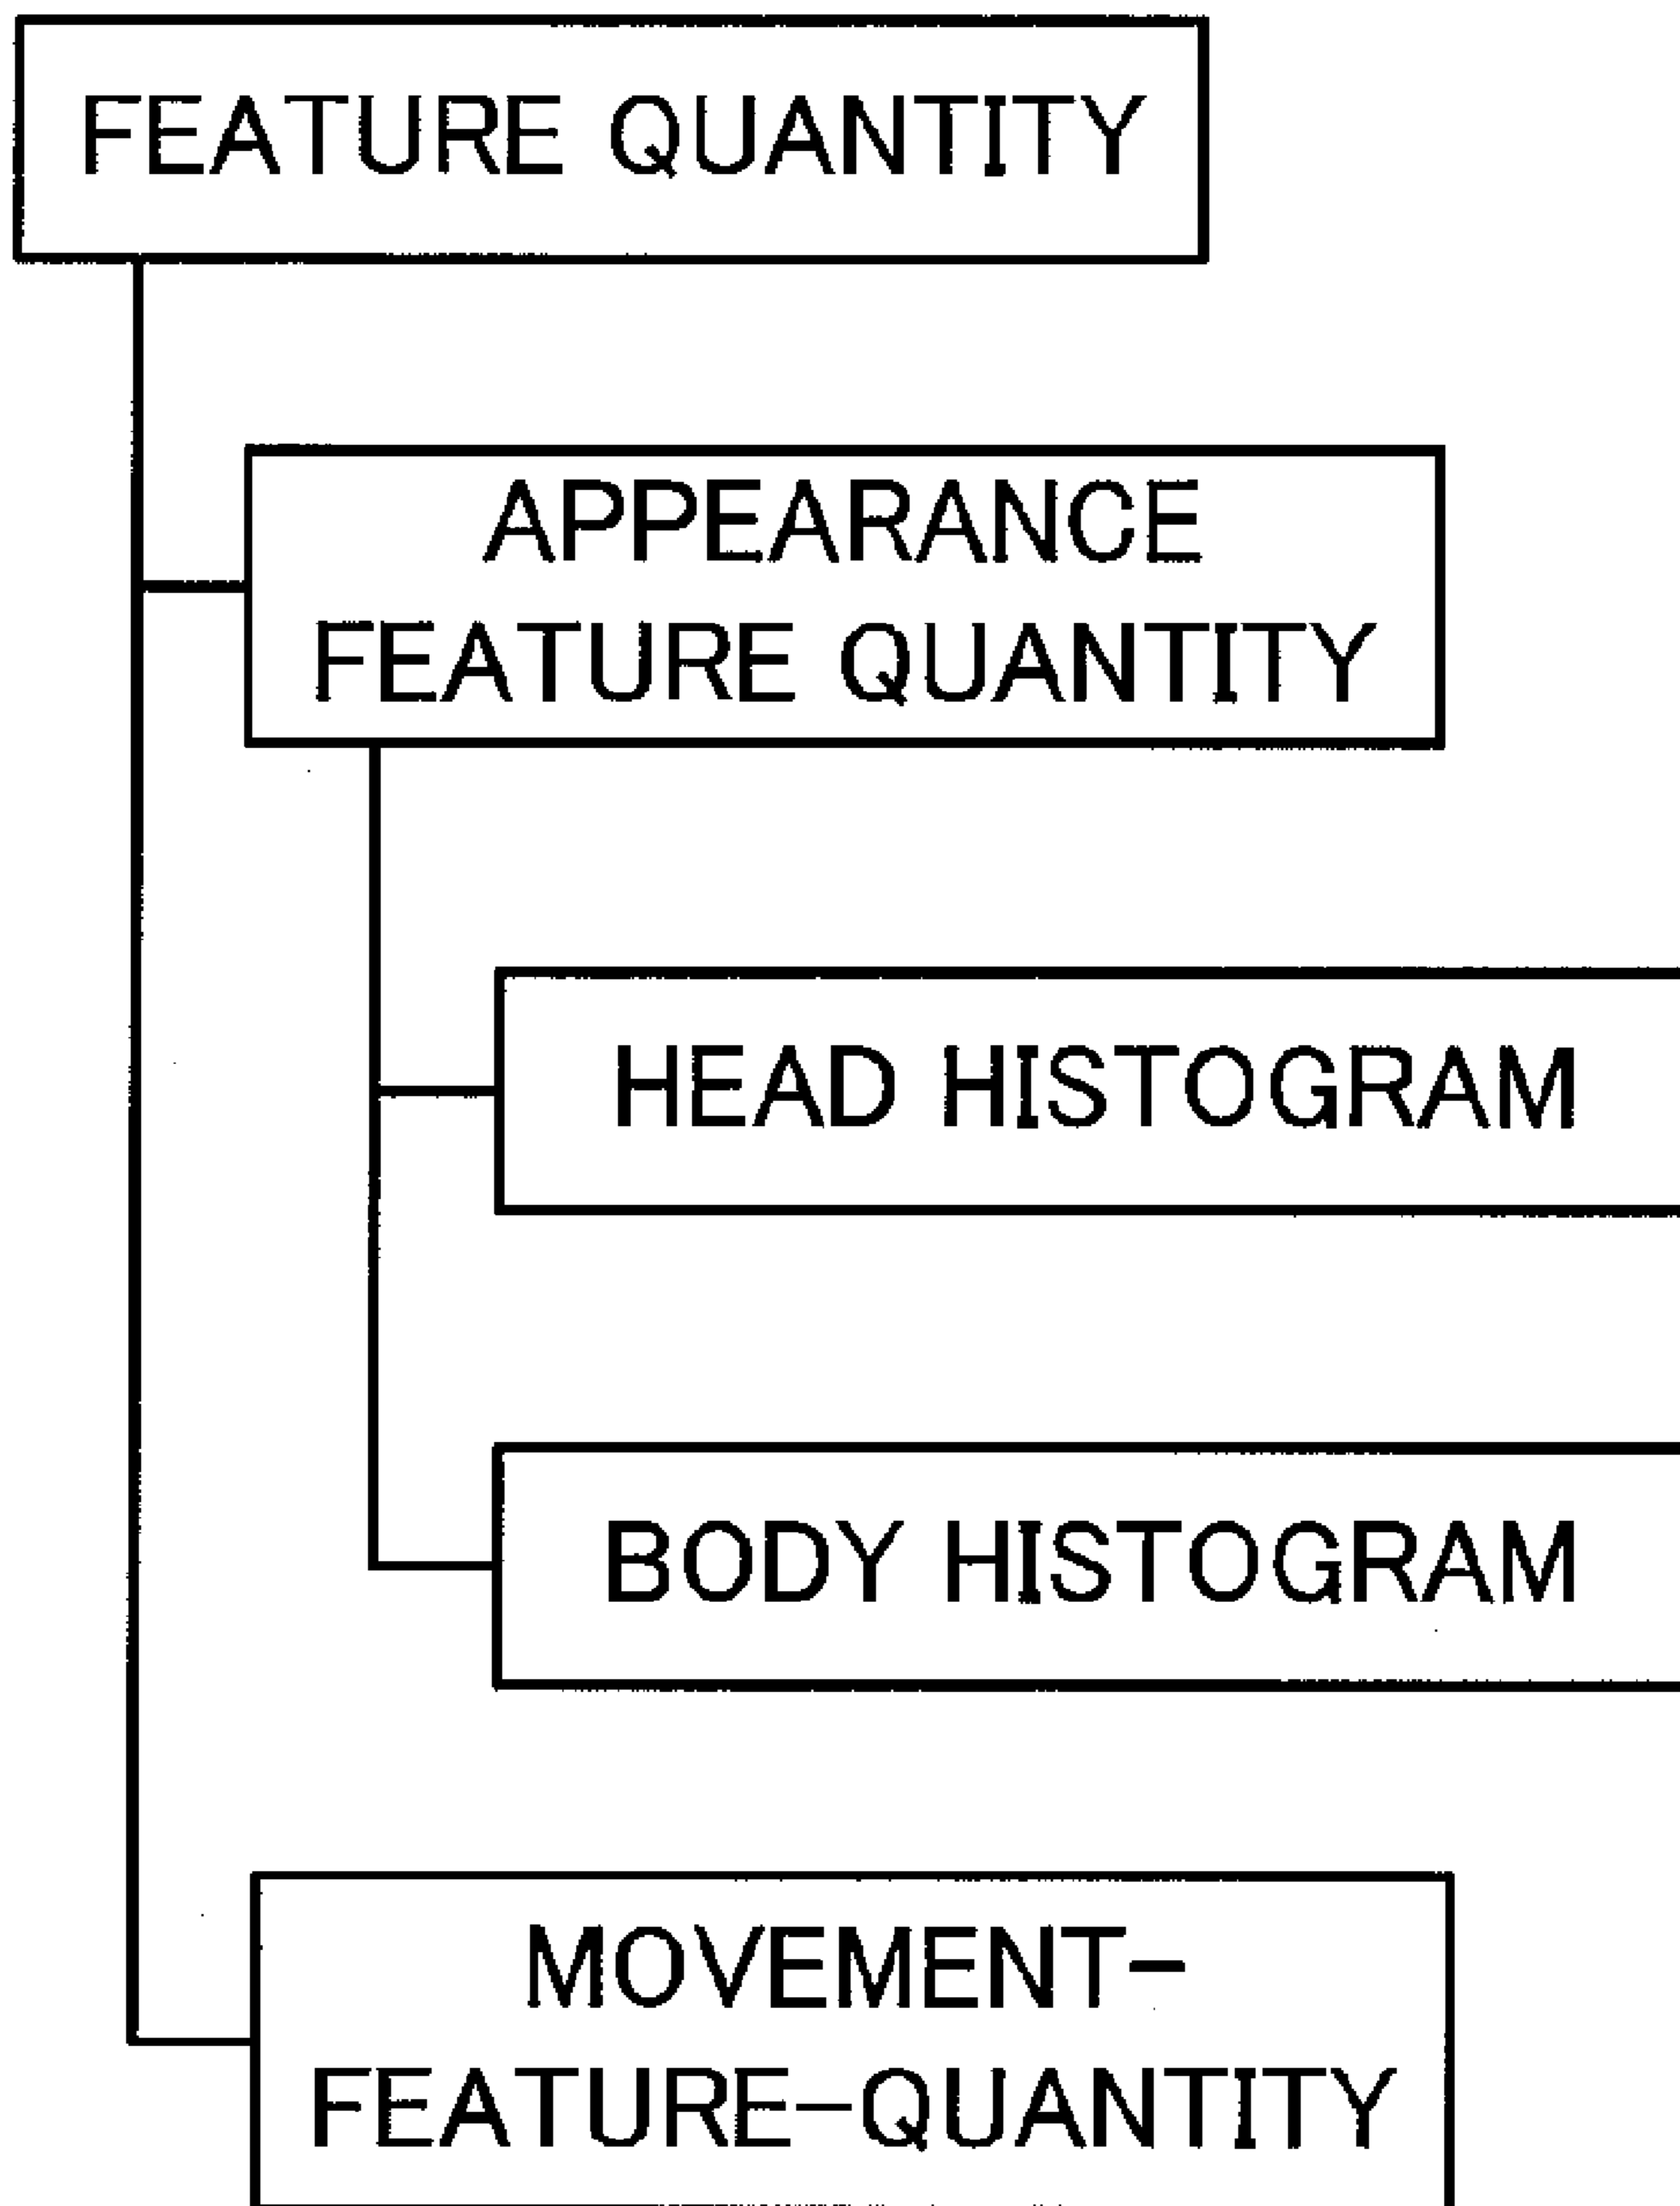 FEATURE QUANTITY
APPEARANCE
FEATURE QUANTITY
HEAD HISTOGRAM
BODY HISTOGRAM
MOVEMENT-
FEATURE-QUANTITY